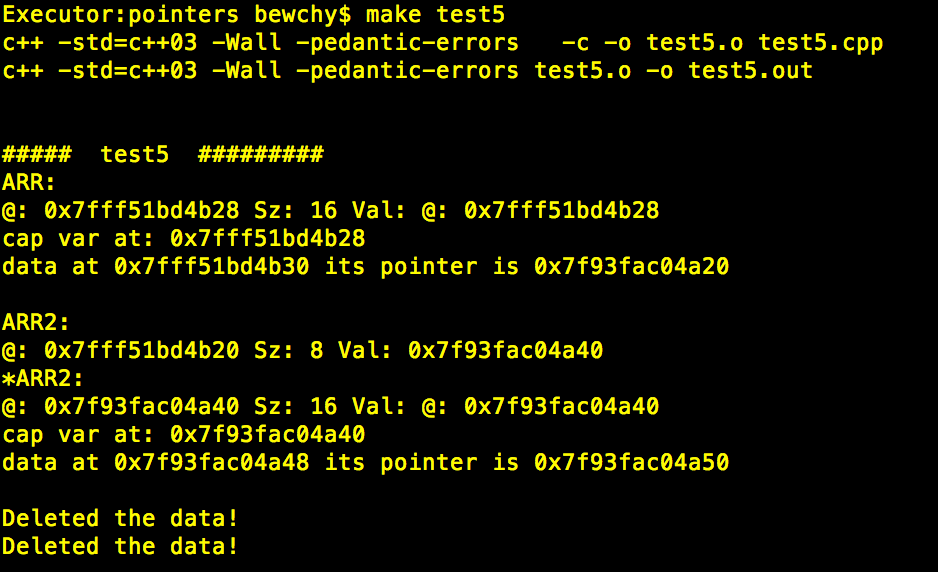 Executor:pointers bewchy$ make test5
c++ -std=c++03 -Wall -pedantic-errors   -c -o test5.o test5.cpp
c++ -std=c++03 -Wall -pedantic-errors test5.o -o test5.out
#####  test5  #########
ARR:
@: 0x7fff51bd4b28 Sz: 16 Val: @: 0x7fff51bd4b28
cap var at: 0x7fff51bd4b28
data at 0x7fff51bd4b30 its pointer is 0x7f93fac04a20
ARR2:
@: 0x7fff51bd4b20 Sz: 8 Val: 0x7f93fac04a40
*ARR2:
@: 0x7f93fac04a40 Sz: 16 Val: @: 0x7f93fac04a40
cap var at: 0x7f93fac04a40
data at 0x7f93fac04a48 its pointer is 0x7f93fac04a50
Deleted the data!
Deleted the data!